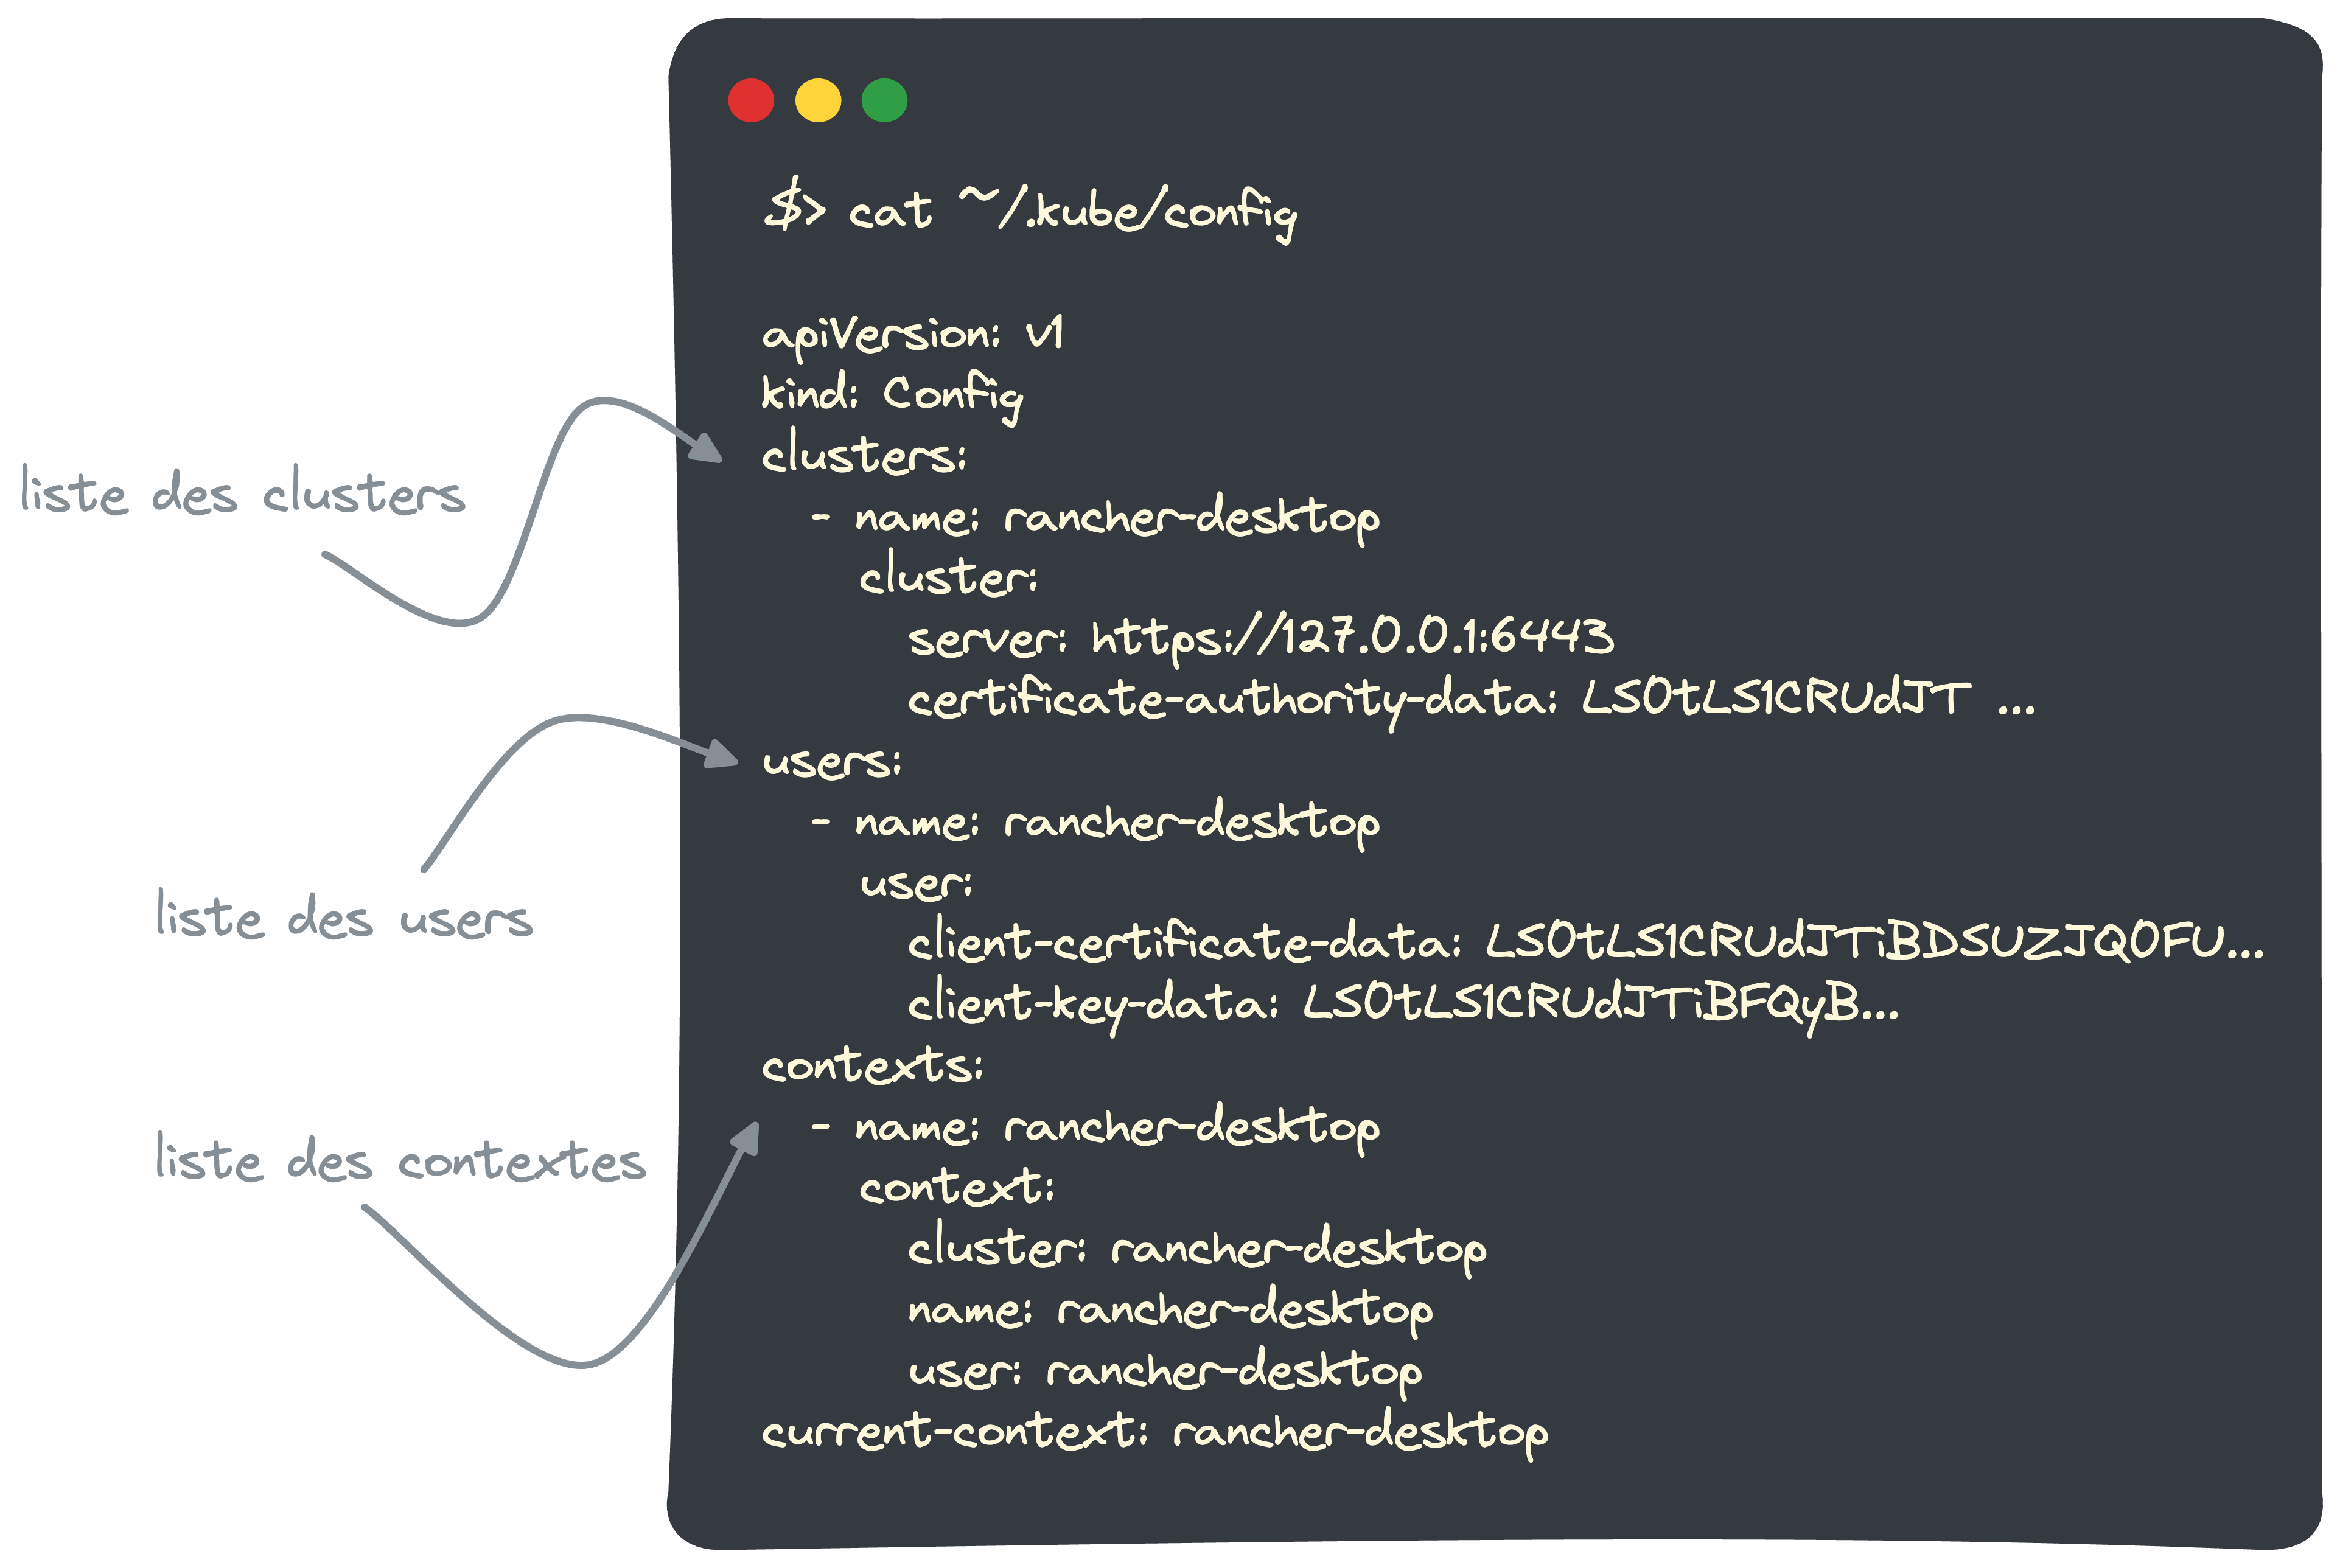 $> cat ~/.kube/config
apiVersion: v1
kind: Config
clusters:
- name: rancher-desktop
cluster:
server: https://127.0.0.1:6443
certificate-authority-data: LS0tLS1CRUdJT ...
users:
- name: rancher-desktop
user:
client-certificate-data: LS0tLS1CRUdJTiBDSUZJQ0FU...
client-key-data: LS0tLS1CRUdJTiBFQyB...
contexts:
- name: rancher-desktop
context:
cluster: rancher-desktop
name: rancher-desktop
user: rancher-desktop
current-context: rancher-desktop
liste des clusters
liste des users
liste des contextes